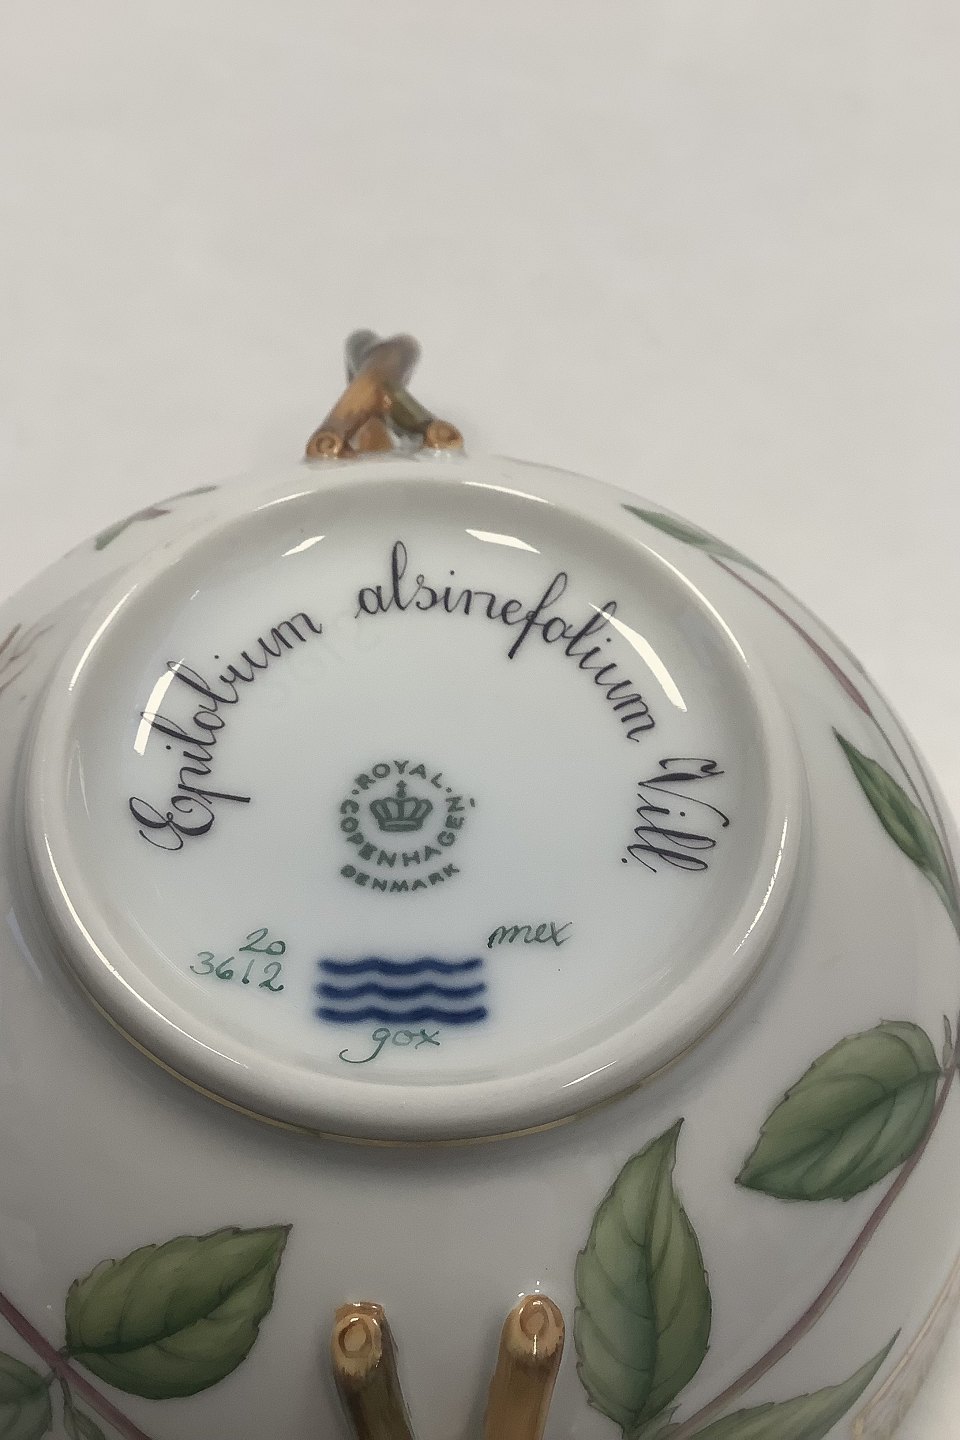 Epilobium alsinefolium Vill.
ROYAL COPENHAGEN
DENMARK
20
3612
mex
gox